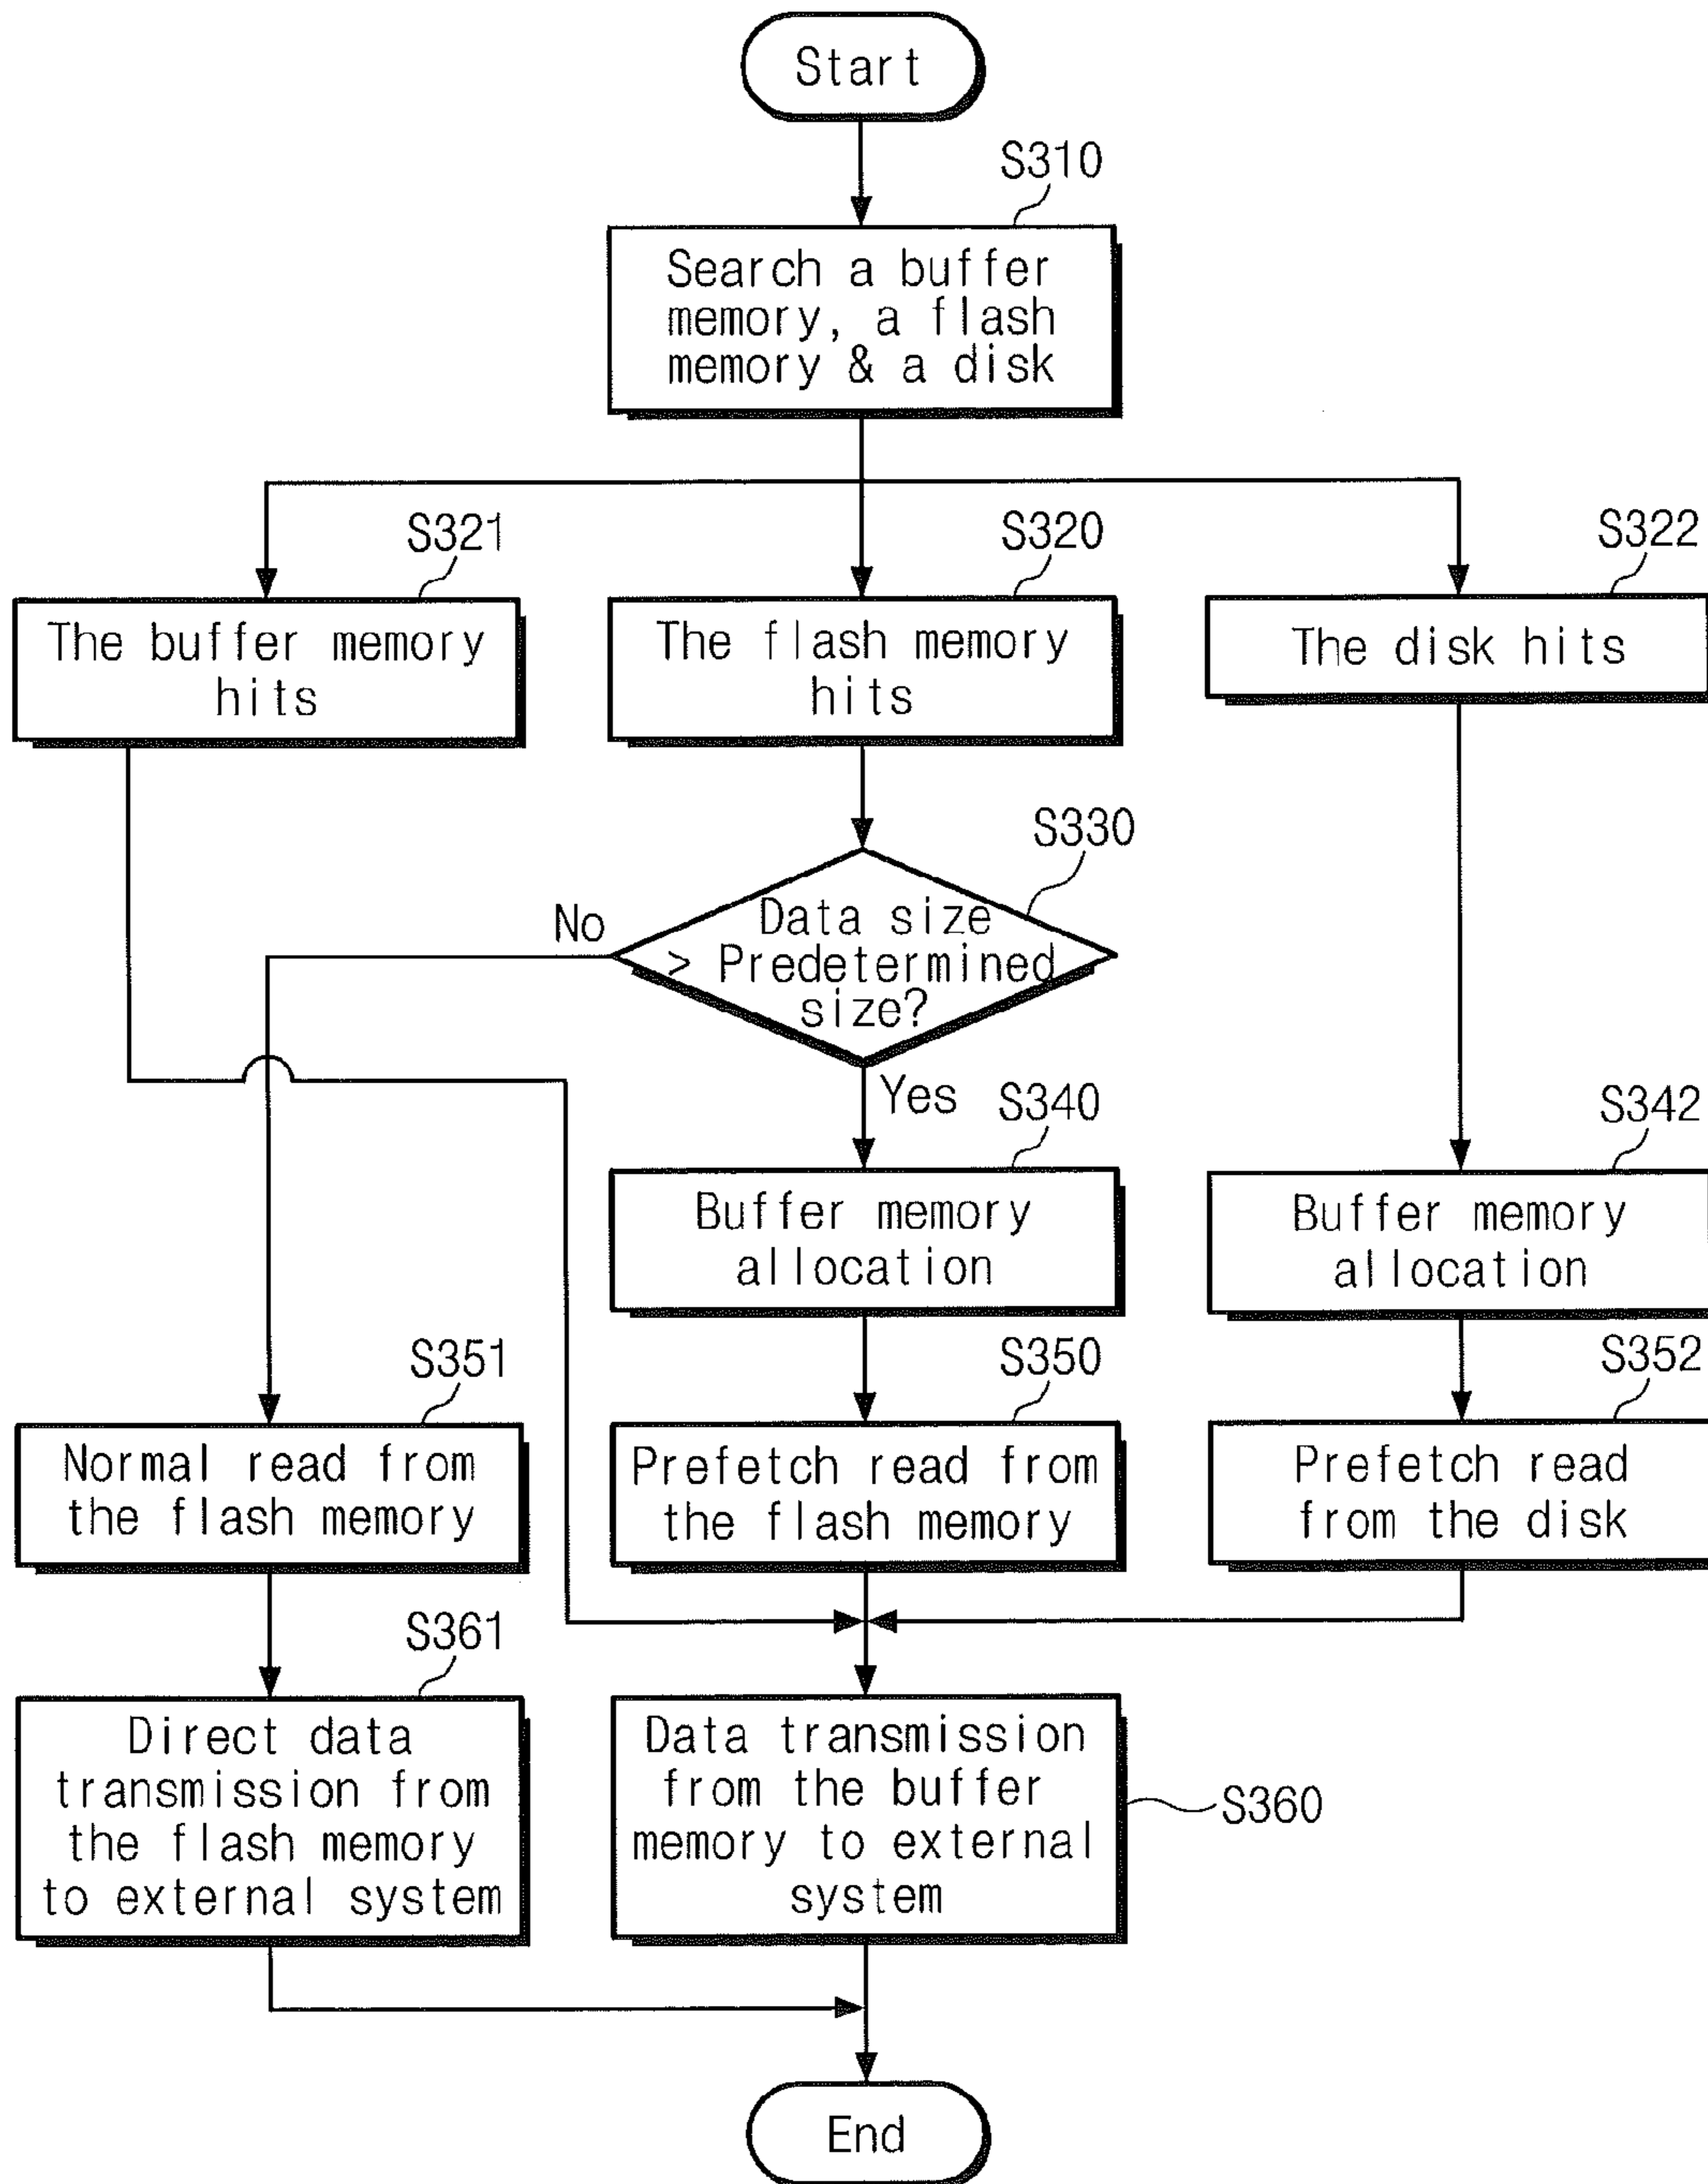 Start
S310
Search a buffer
memory, a flash
memory & a disk
S321
S320
S322
The buffer memory
hits
The flash memory
hits
The disk hits
S330
Data size
> Predetermined
size?
No
Yes
S340
S342
Buffer memory
allocation
Buffer memory
allocation
S351
S350
S352
Normal read from
the flash memory
Prefetch read from
the flash memory
Prefetch read
from the disk
S361
Direct data
transmission from
the flash memory
to external system
Data transmission
from the buffer
memory to external
system
S360
End